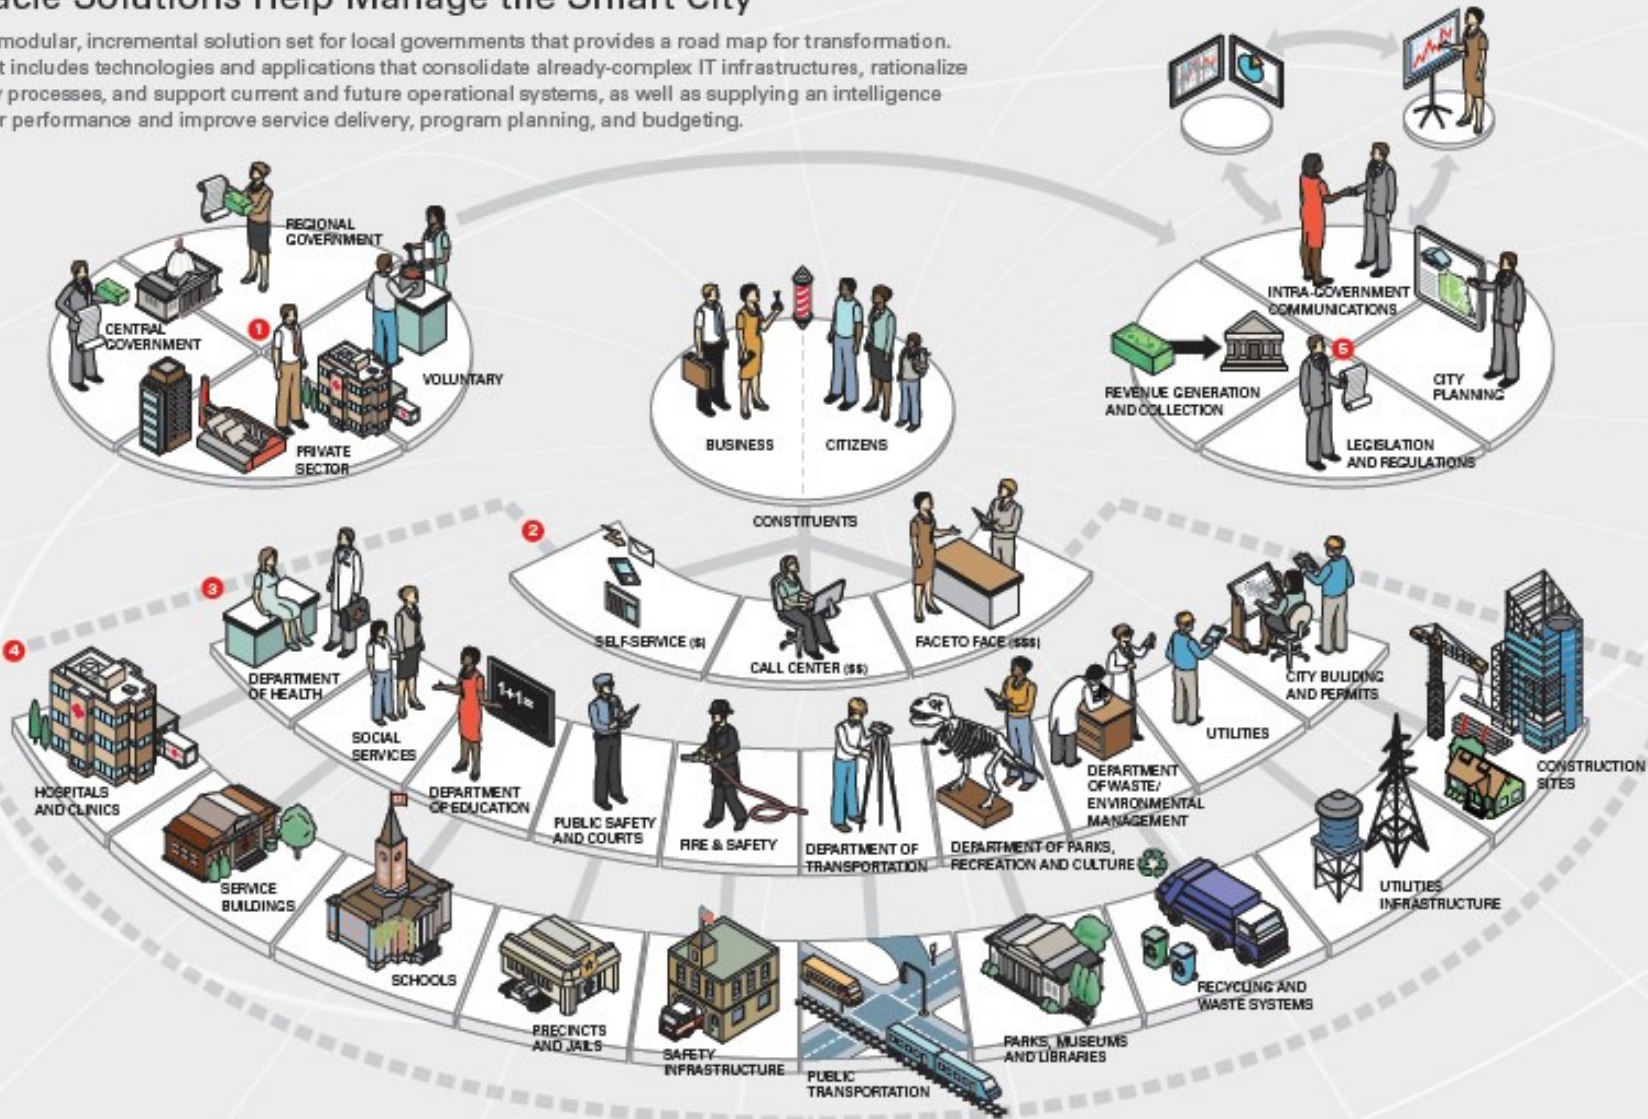 Solutions Help Manage the Smart City
modular, incremental solution set for local governments that provides a road map for transformation.
t includes technologies and applications that consolidate already-complex IT infrastructures, rationalize
processes, and support current and future operational systems, as well as supplying an intelligence
r performance and improve service delivery, program planning, and budgeting.
REGIONAL
GOVERNMENT
CENTRAL
GOVERNMENT
1
VOLUNTARY
PRIVATE
SECTOR
BUSINESS
CITIZENS
CONSTITUENTS
INTRA-GOVERNMENT
COMMUNICATIONS
5
REVENUE GENERATION
AND COLLECTION
CITY
PLANNING
LEGISLATION
AND REGULATIONS
2
SELF-SERVICE ($)
CALL CENTER ($$)
FACE TO FACE ($$$)
3
DEPARTMENT
OF HEALTH
SOCIAL
SERVICES
1+1=
DEPARTMENT
OF EDUCATION
PUBLIC SAFETY
AND COURTS
FIRE & SAFETY
DEPARTMENT OF
TRANSPORTATION
DEPARTMENT OF PARKS,
RECREATION AND CULTURE
DEPARTMENT
OF WASTE/
ENVIRONMENTAL
MANAGEMENT
UTILITIES
CITY BUILDING
AND PERMITS
4
HOSPITALS
AND CLINICS
SERVICE
BUILDINGS
SCHOOLS
PRECINCTS
AND JAILS
SAFETY
INFRASTRUCTURE
PUBLIC
TRANSPORTATION
PARKS, MUSEUMS
AND LIBRARIES
RECYCLING AND
WASTE SYSTEMS
UTILITIES
INFRASTRUCTURE
CONSTRUCTION
SITES